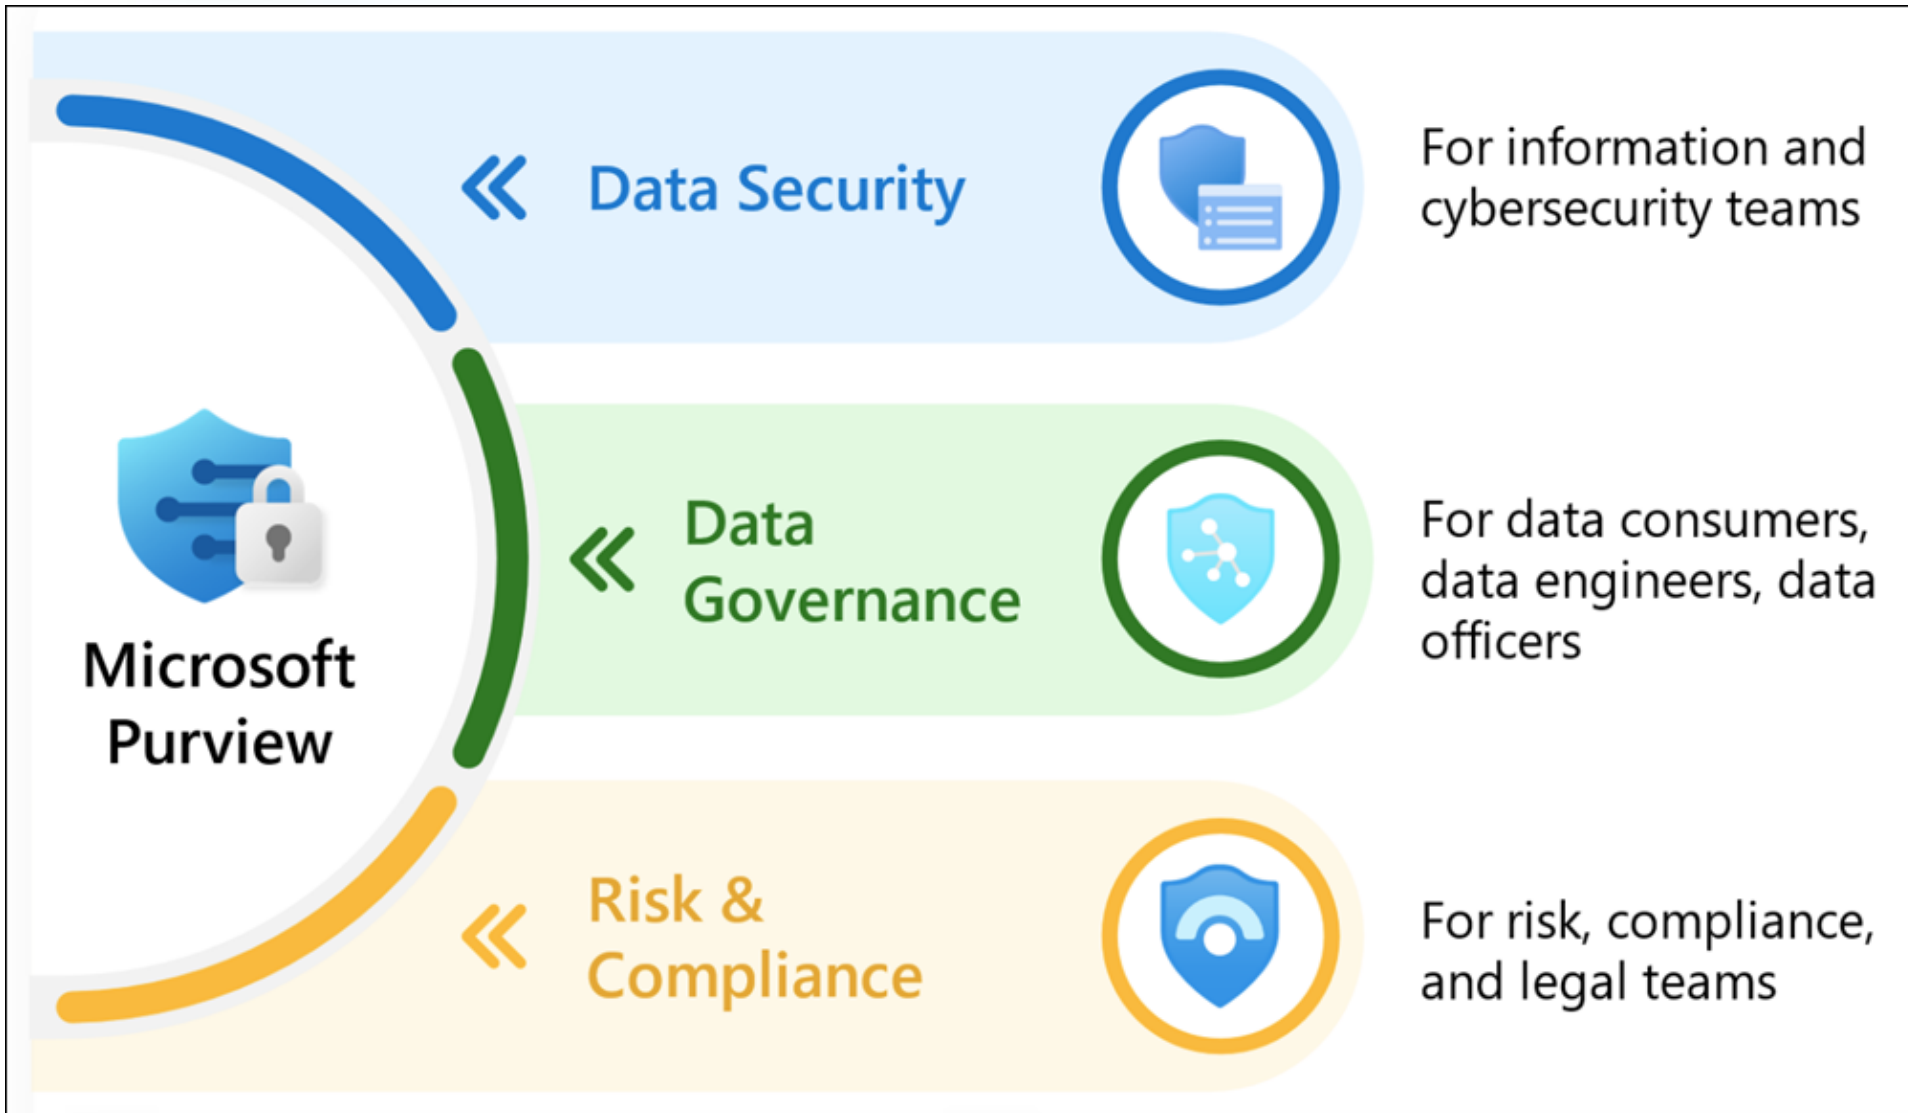 Microsoft
Purview
Data Security
For information and
cybersecurity teams
Data
Governance
For data consumers,
data engineers, data
officers
Risk &
Compliance
For risk, compliance,
and legal teams